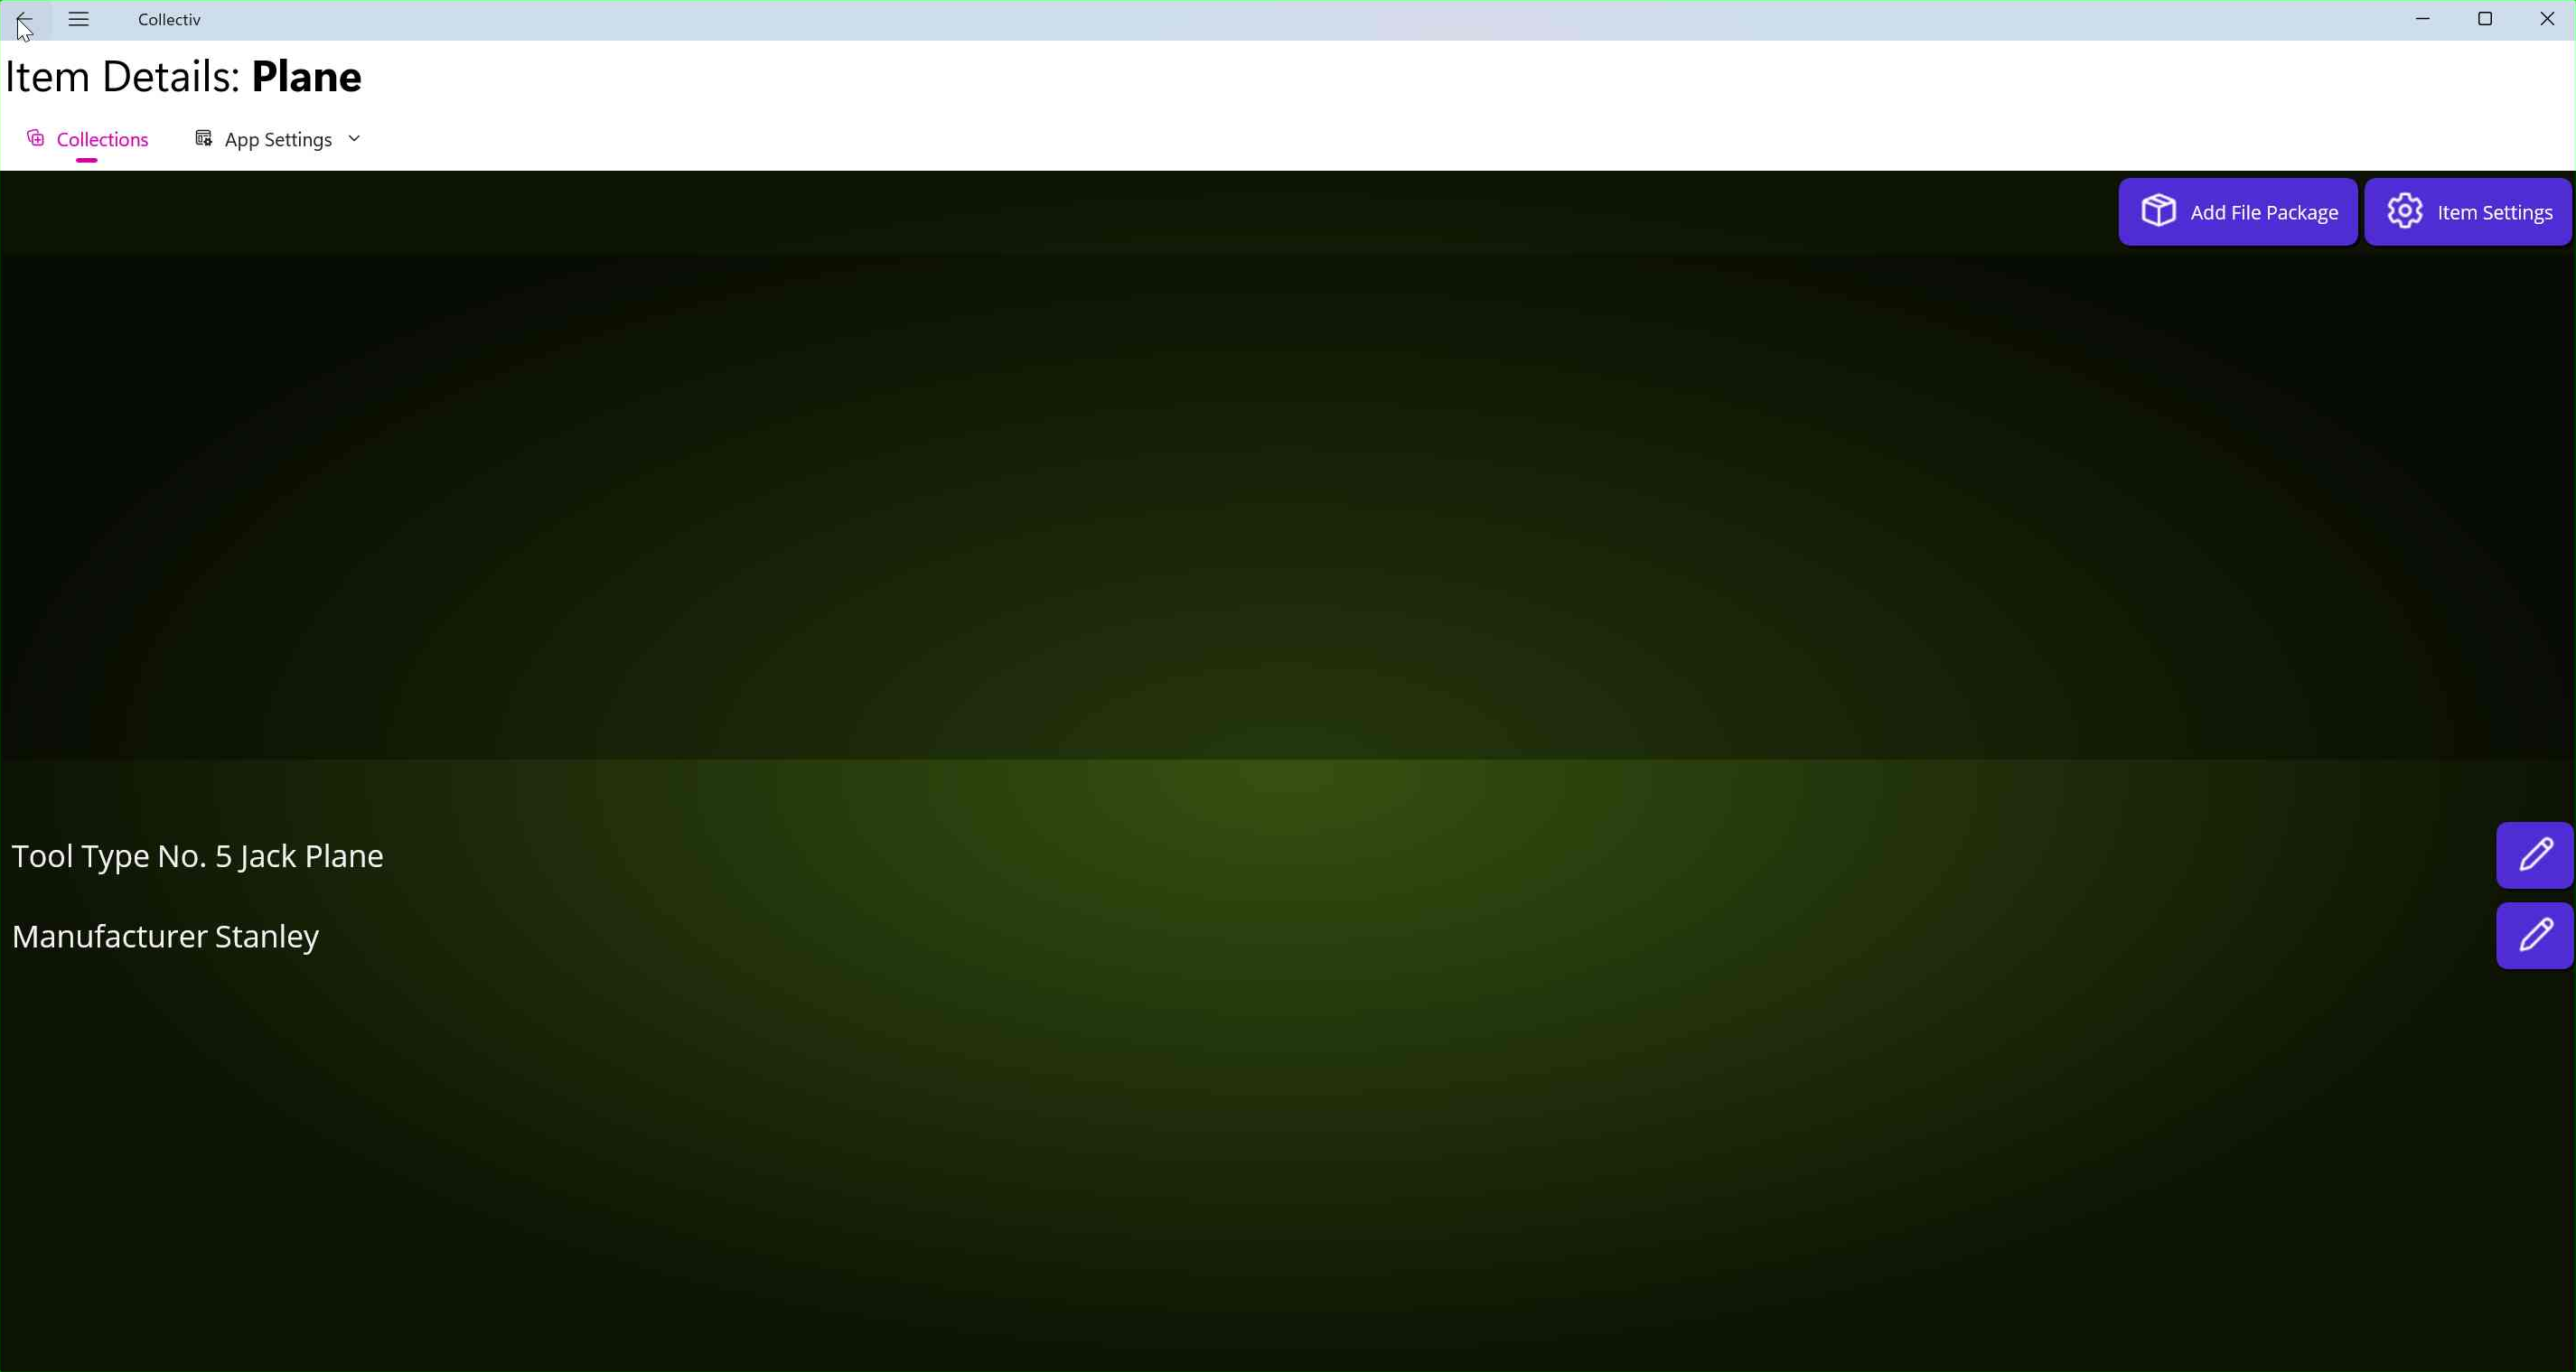 Collectiv
Item Details: Plane
Collections
App Settings
Add File Package
Item Settings
Tool Type No. 5 Jack Plane
Manufacturer Stanley